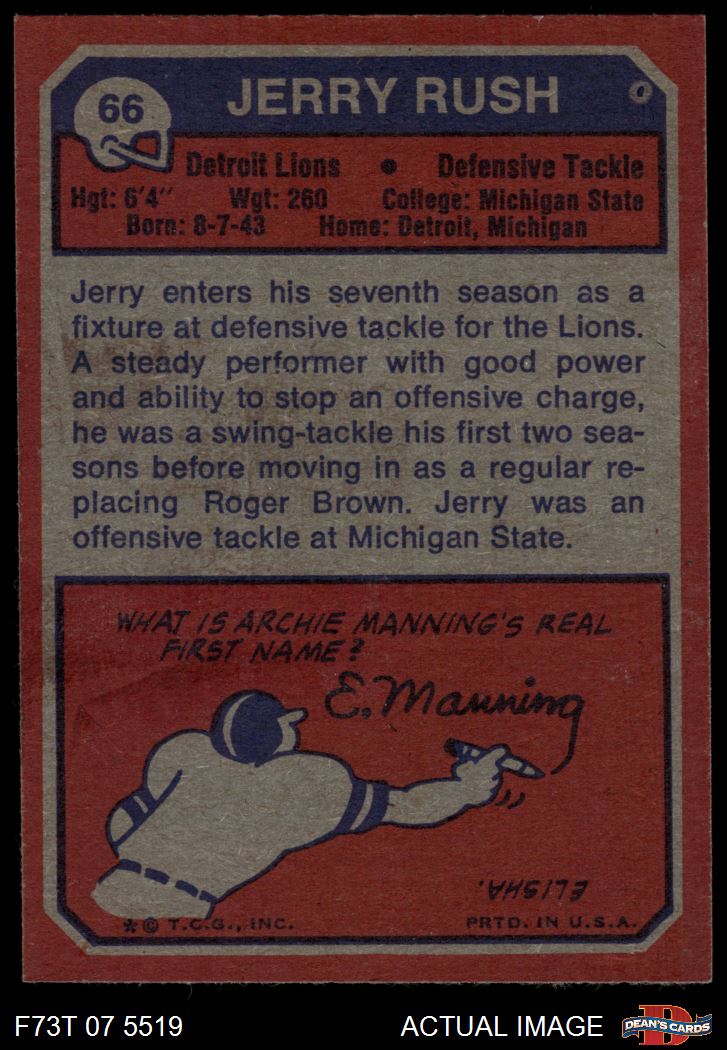 66
JERRY RUSH
Detroit Lions • Defensive Tackle
Hgt: 6'4" Wgt: 260 College: Michigan State
Born: 8-7-43 Home: Detroit, Michigan
Jerry enters his seventh season as a
fixture at defensive tackle for the Lions.
A steady performer with good power
and ability to stop an offensive charge,
he was a swing-tackle his first two sea-
sons before moving in as a regular re-
placing Roger Brown. Jerry was an
offensive tackle at Michigan State.
WHAT IS ARCHIE MANNING'S REAL
FIRST NAME?
E. Manning
ELISHA.
* © T.C.G., INC. PRTD. IN U.S.A.
F73T 07 5519 ACTUAL IMAGE D DEAN'S CARDS